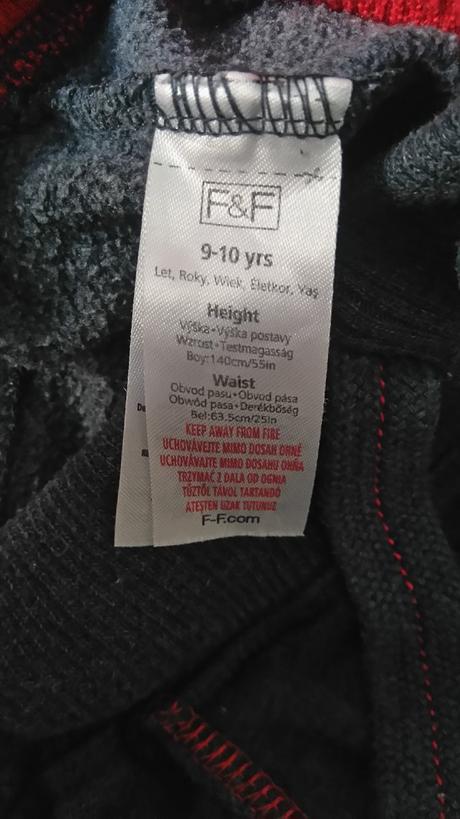 F&F
9-10 yrs
Let, Roky, Wiek, Életkor, Yaş
Height
Výška•Výška postavy
Wzrost•Testmagasság
Boy:140cm/55in
Waist
Obvod pasu•Obvod pása
Obwód pasa•Derékbőség
Bel:63.5cm/25in
KEEP AWAY FROM FIRE
UCHOVÁVEJTE MIMO DOSAH OHNĚ
UCHOVÁVAJTE MIMO DOSAHU OHŇA
TRZYMAĆ Z DALA OD OGNIA
TŰZTŐL TÁVOL TARTANDÓ
ATEŞTEN UZAK TUTUNUZ
F-F.com